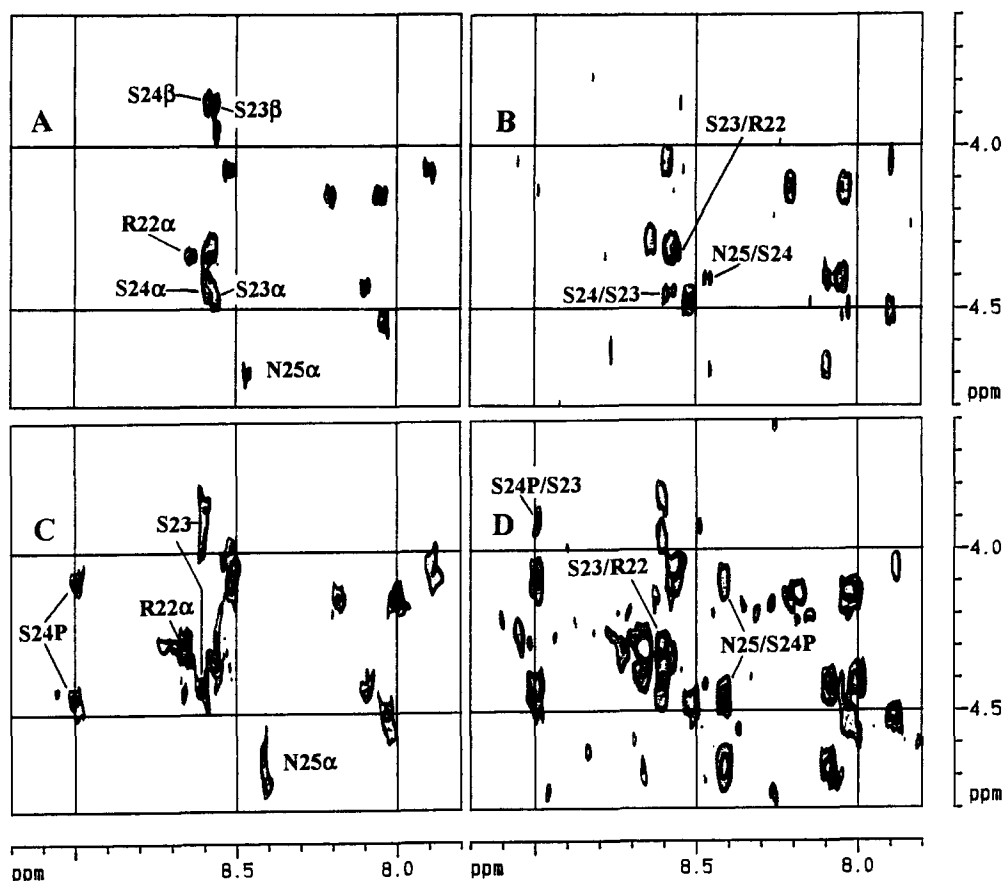 A
S24β
S23β
R22α
S24α
S23α
N25α
B
S23/R22
N25/S24
S24/S23
4.0
4.5
ppm
C
S23
R22α
S24P
N25α
D
S24P/S23
S23/R22
N25/S24P
4.0
4.5
ppm
ppm
8.5
8.0
ppm
8.5
8.0